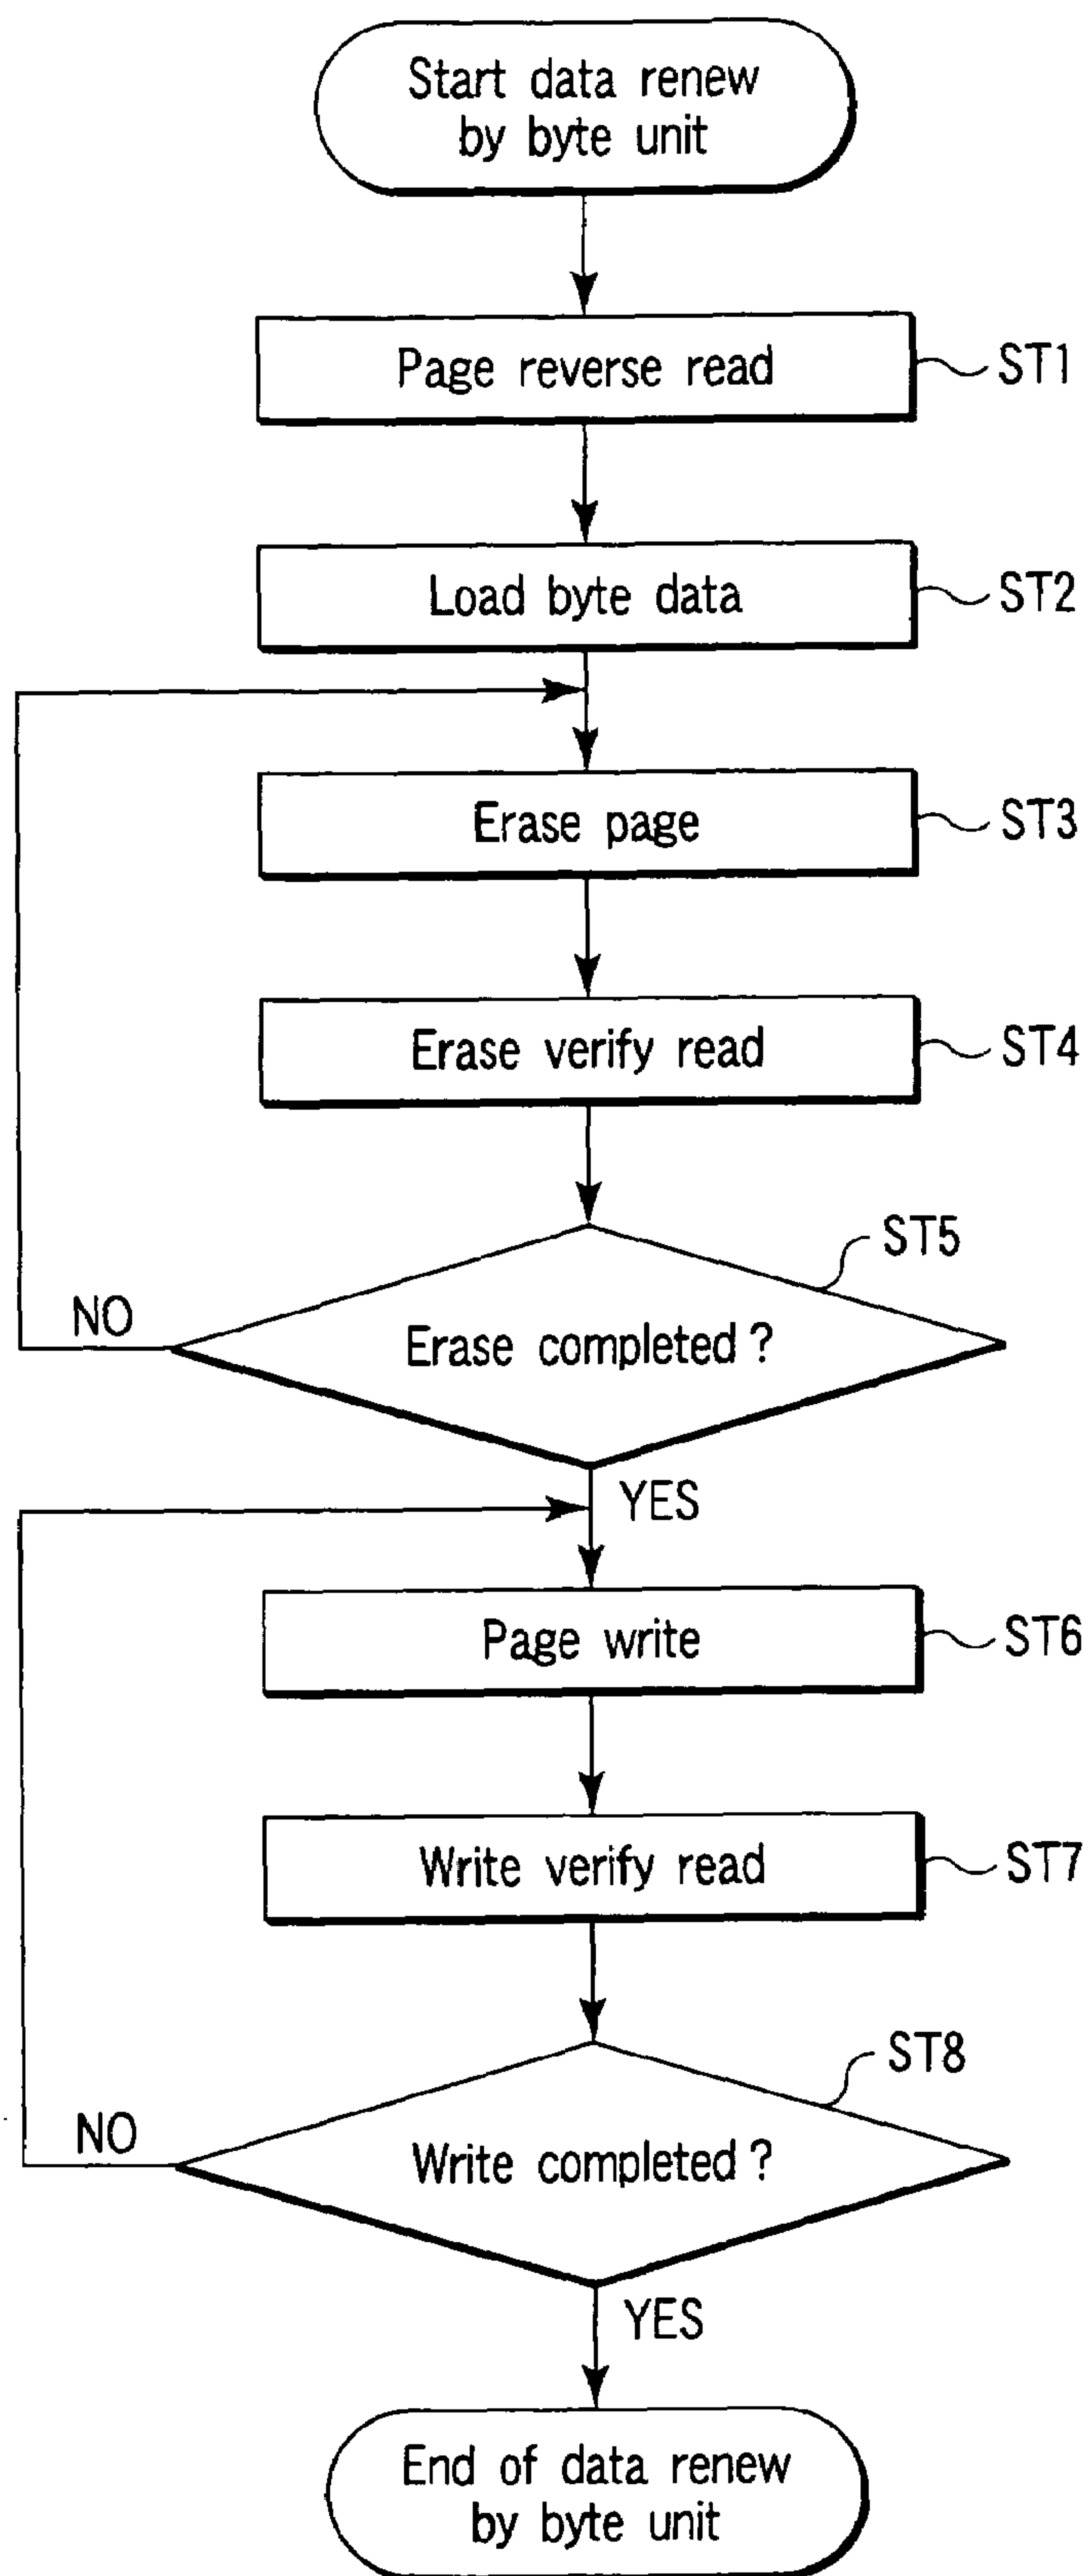 Start data renew
by byte unit
Page reverse read
ST1
Load byte data
ST2
Erase page
ST3
Erase verify read
ST4
ST5
NO
Erase completed ?
YES
Page write
ST6
Write verify read
ST7
ST8
NO
Write completed ?
YES
End of data renew
by byte unit